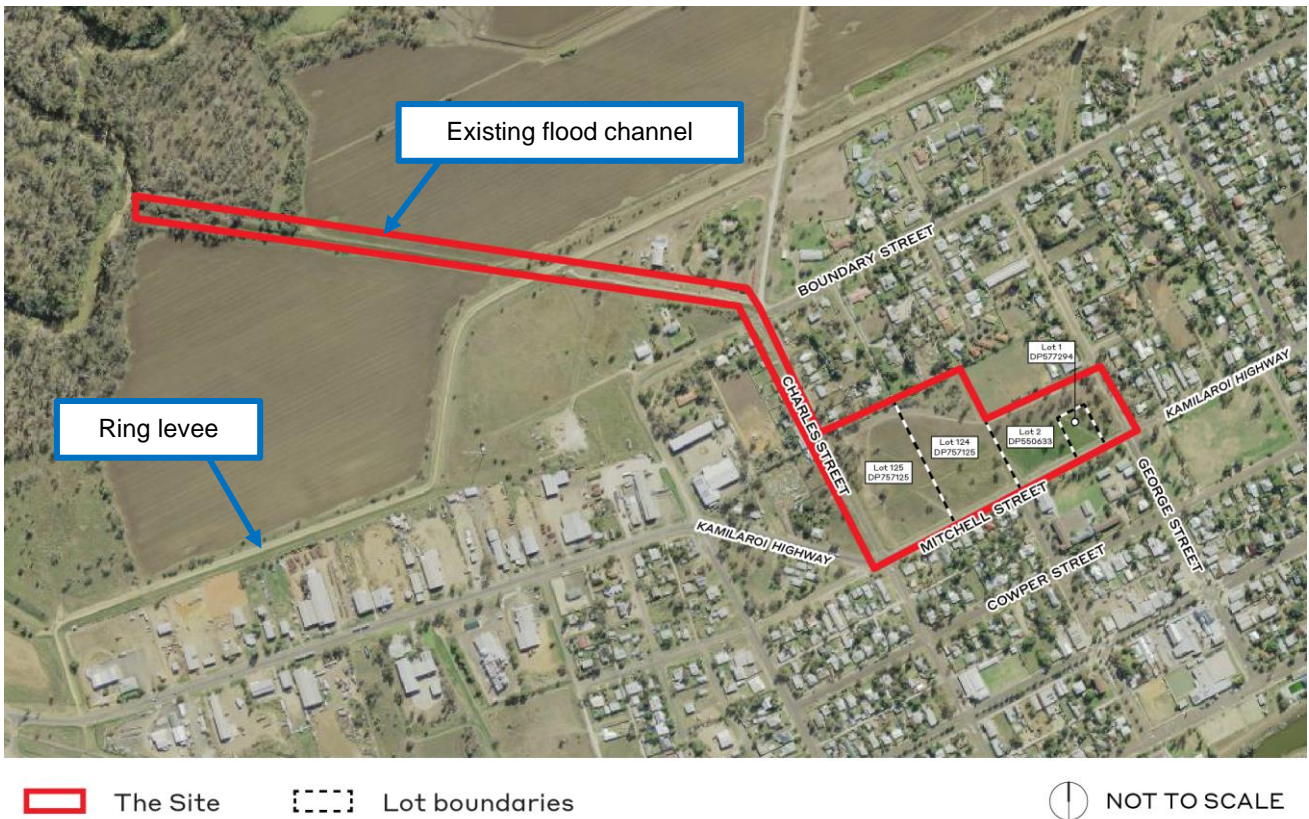 Existing flood channel
BOUNDARY STREET
Lot 1
DP577294
KAMILAROI HIGHWAY
CHARLES STREET
Ring levee
Lot 2
DP550633
Lot 124
DP757125
Lot 125
DP757125
GEORGE STREET
MITCHELL STREET
KAMILAROI HIGHWAY
COWPER STREET
The Site
Lot boundaries
NOT TO SCALE